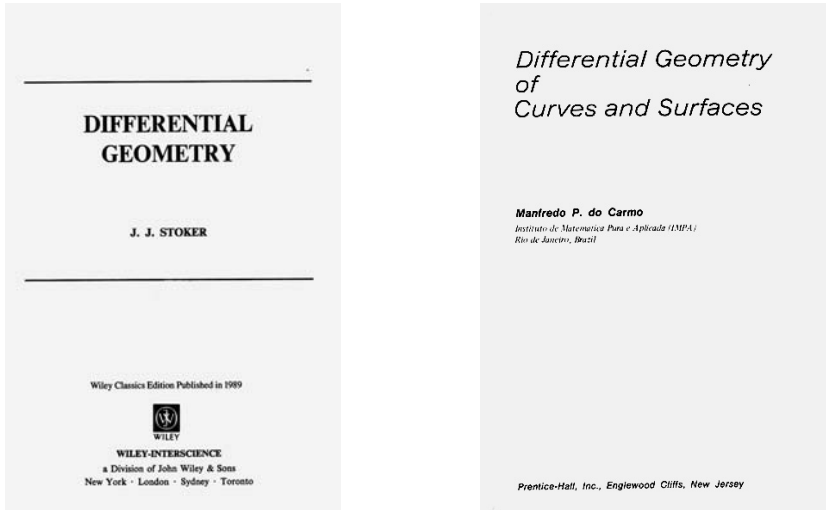 DIFFERENTIAL
GEOMETRY
J. J. STOKER
Wiley Classics Edition Published in 1989
WILEY
WILEY-INTERSCIENCE
a Division of John Wiley & Sons
New York · London · Sydney · Toronto
Differential Geometry
of
Curves and Surfaces
Manfredo P. do Carmo
Instituto de Matematica Pura e Aplicada (IMPA)
Rio de Janeiro, Brazil
Prentice-Hall, Inc., Englewood Cliffs, New Jersey